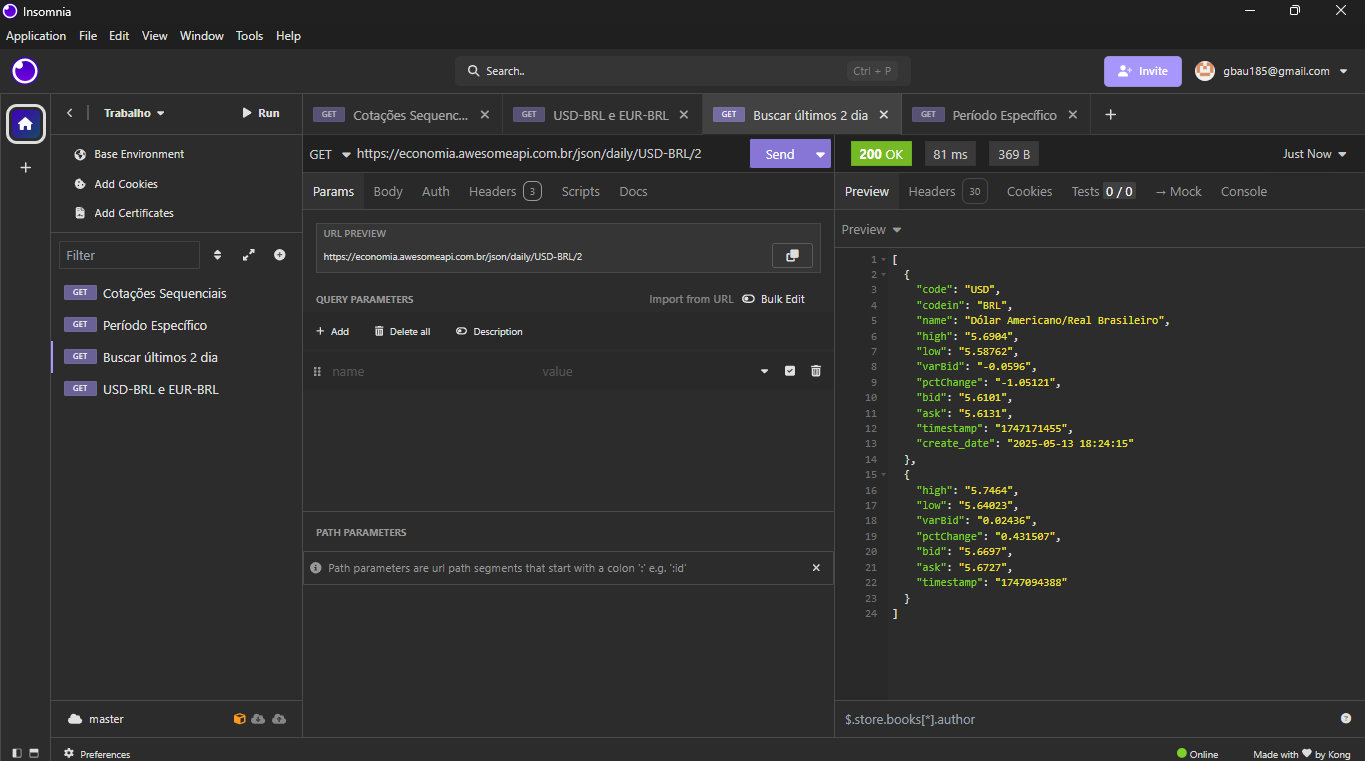 Insomnia
Application File Edit View Window Tools Help
Search.. Ctrl + P
Invite
gbau185@gmail.com
Trabalho
Run
Base Environment
Add Cookies
Add Certificates
Filter
GET Cotações Sequenciais
GET Período Específico
GET Buscar últimos 2 dia
GET USD-BRL e EUR-BRL
master
Preferences
GET Cotações Sequenc...
GET USD-BRL e EUR-BRL
GET Buscar últimos 2 dia
GET Período Específico
GET https://economia.awesomeapi.com.br/json/daily/USD-BRL/2
Send
Params Body Auth Headers 3 Scripts Docs
URL PREVIEW
https://economia.awesomeapi.com.br/json/daily/USD-BRL/2
QUERY PARAMETERS Import from URL Bulk Edit
Add Delete all Description
name value
PATH PARAMETERS
Path parameters are url path segments that start with a colon ':' e.g. ':id'
200 OK 81 ms 369 B Just Now
Preview Headers 30 Cookies Tests 0 / 0 → Mock Console
Preview
1 [
2 {
3 "code": "USD",
4 "codein": "BRL",
5 "name": "Dólar Americano/Real Brasileiro",
6 "high": "5.6904",
7 "low": "5.58762",
8 "varBid": "-0.0596",
9 "pctChange": "-1.05121",
10 "bid": "5.6101",
11 "ask": "5.6131",
12 "timestamp": "1747171455",
13 "create_date": "2025-05-13 18:24:15"
14 },
15 {
16 "high": "5.7464",
17 "low": "5.64023",
18 "varBid": "0.02436",
19 "pctChange": "0.431507",
20 "bid": "5.6697",
21 "ask": "5.6727",
22 "timestamp": "1747094388"
23 }
24 ]
$.store.books[*].author
Online
Made with by Kong